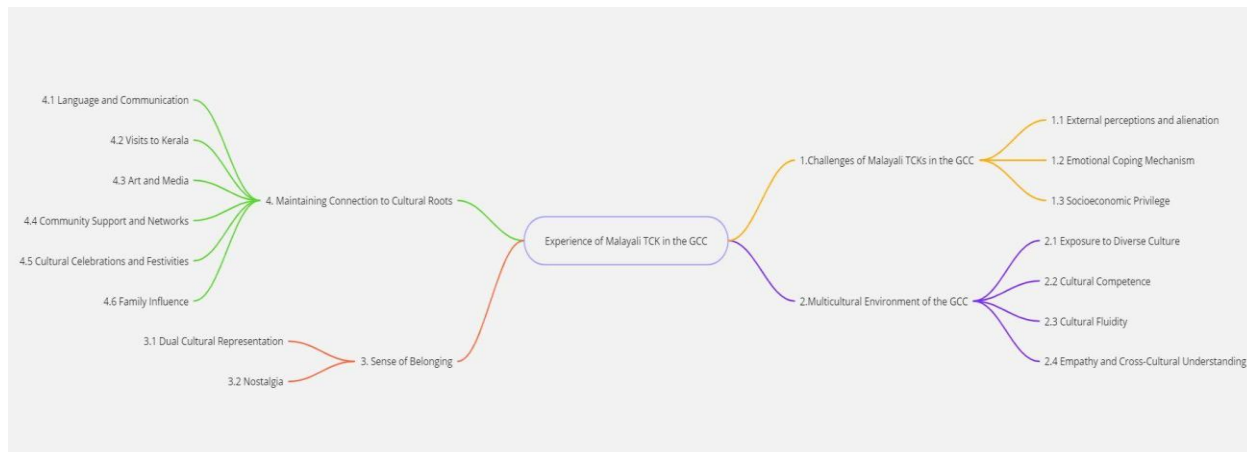 Experience of Malayali TCK in the GCC
1.Challenges of Malayali TCKs in the GCC
1.1 External perceptions and alienation
1.2 Emotional Coping Mechanism
1.3 Socioeconomic Privilege
2.Multicultural Environment of the GCC
2.1 Exposure to Diverse Culture
2.2 Cultural Competence
2.3 Cultural Fluidity
2.4 Empathy and Cross-Cultural Understanding
3. Sense of Belonging
3.1 Dual Cultural Representation
3.2 Nostalgia
4. Maintaining Connection to Cultural Roots
4.1 Language and Communication
4.2 Visits to Kerala
4.3 Art and Media
4.4 Community Support and Networks
4.5 Cultural Celebrations and Festivities
4.6 Family Influence